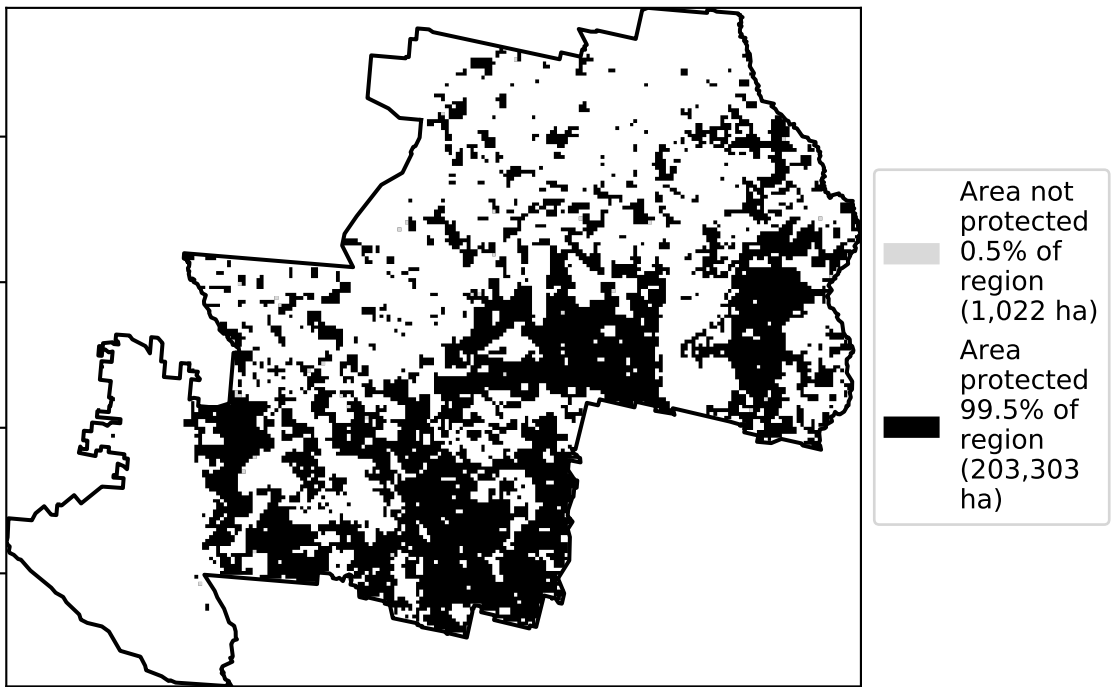 Area not
protected
0.5% of
region
(1,022 ha)
Area
protected
99.5% of
region
(203,303
ha)